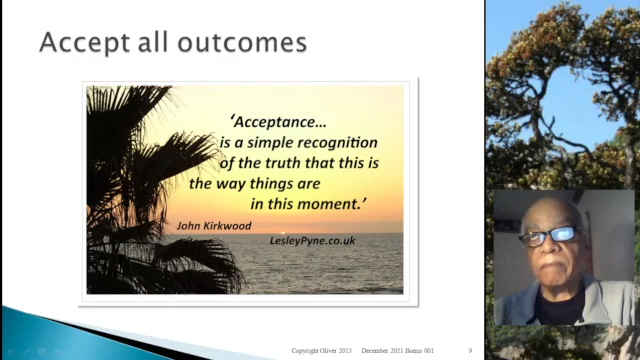 Accept all outcomes
‘Acceptance...
is a simple recognition
of the truth that this is
the way things are
in this moment.’
John Kirkwood
LesleyPyne.co.uk
Copyright Oliver 2015 December 2021 Bonus 001 9